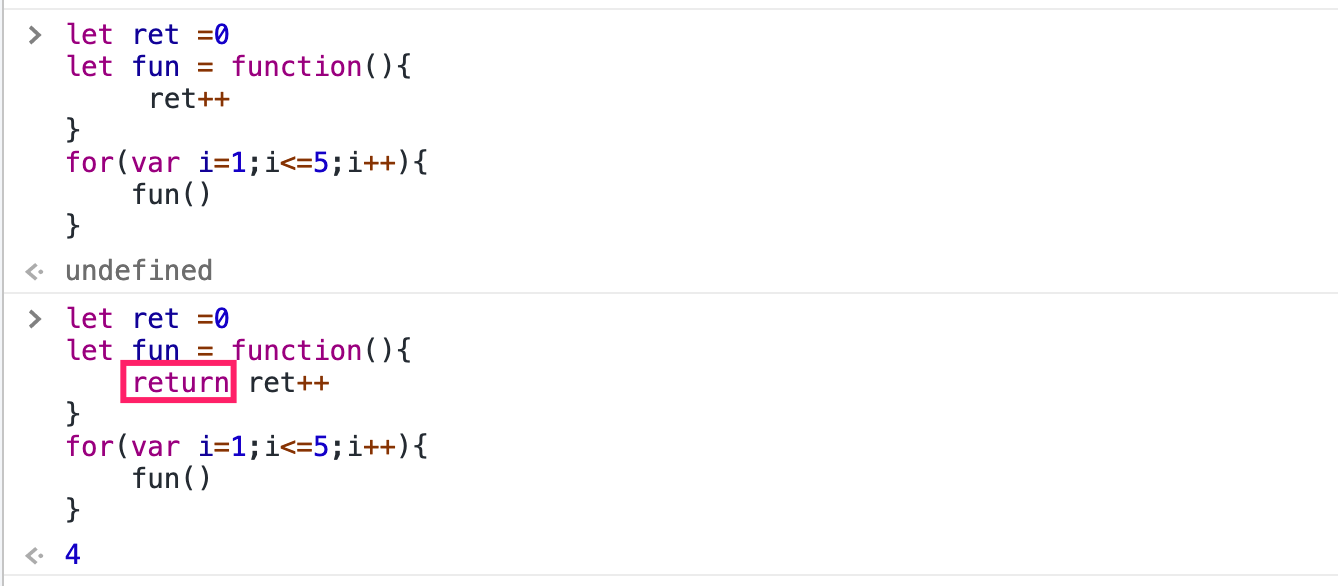 let ret =0
let fun = function(){
     ret++
}
for(var i=1;i<=5;i++){
    fun()
}
undefined
let ret =0
let fun = function(){
    return ret++
}
for(var i=1;i<=5;i++){
    fun()
}
4